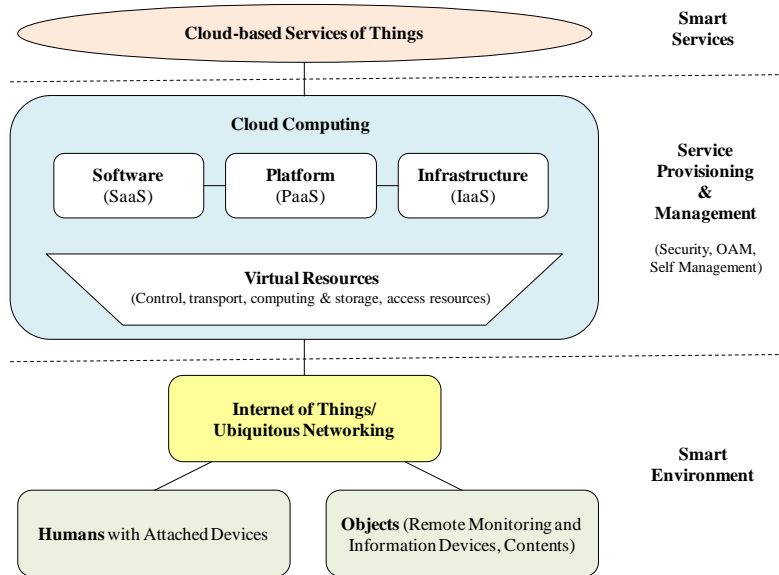 Cloud-based Services of Things
Smart
Services
Cloud Computing
Software
(SaaS)
Platform
(PaaS)
Infrastructure
(IaaS)
Virtual Resources
(Control, transport, computing & storage, access resources)
Service
Provisioning
&
Management
(Security, OAM,
Self Management)
Internet of Things/
Ubiquitous Networking
Smart
Environment
Humans with Attached Devices
Objects (Remote Monitoring and
Information Devices, Contents)